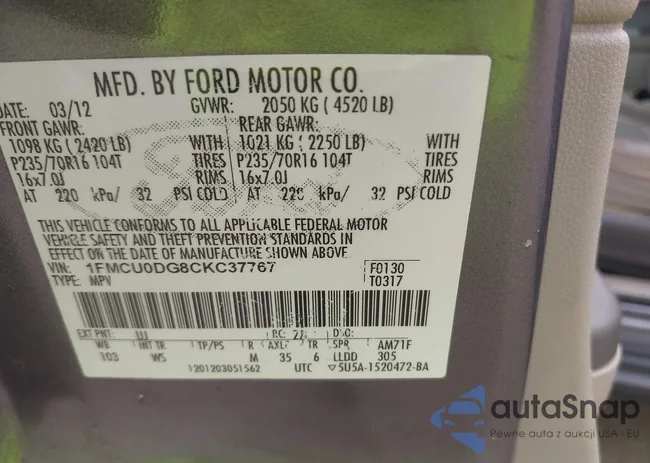 MFD. BY FORD MOTOR CO.
DATE: 03/12 GVWR: 2050 KG ( 4520 LB)
FRONT GAWR: REAR GAWR:
1098 KG ( 2420 LB) WITH 1021 KG ( 2250 LB) WITH
P235/70R16 104T TIRES P235/70R16 104T TIRES
16x7.0J RIMS 16x7.0J RIMS
AT 220 kPa/ 32 PSI COLD AT 220 kPa/ 32 PSI COLD
THIS VEHICLE CONFORMS TO ALL APPLICABLE FEDERAL MOTOR
VEHICLE SAFETY AND THEFT PREVENTION STANDARDS IN
EFFECT ON THE DATE OF MANUFACTURE SHOWN ABOVE.
VIN: 1FMCU0DG8CKC37767 F0130
TYPE: MPV T0317
EXT PNT: UJ RC: DSO:
WB INT TR TP/PS R AXL TR SPR AM71F
103 WS M 35 6 LLDD 305
1201203051562 UTC ▽5U5A-1520472-BA
autaSnap
Pewne auta z aukcji USA - EU